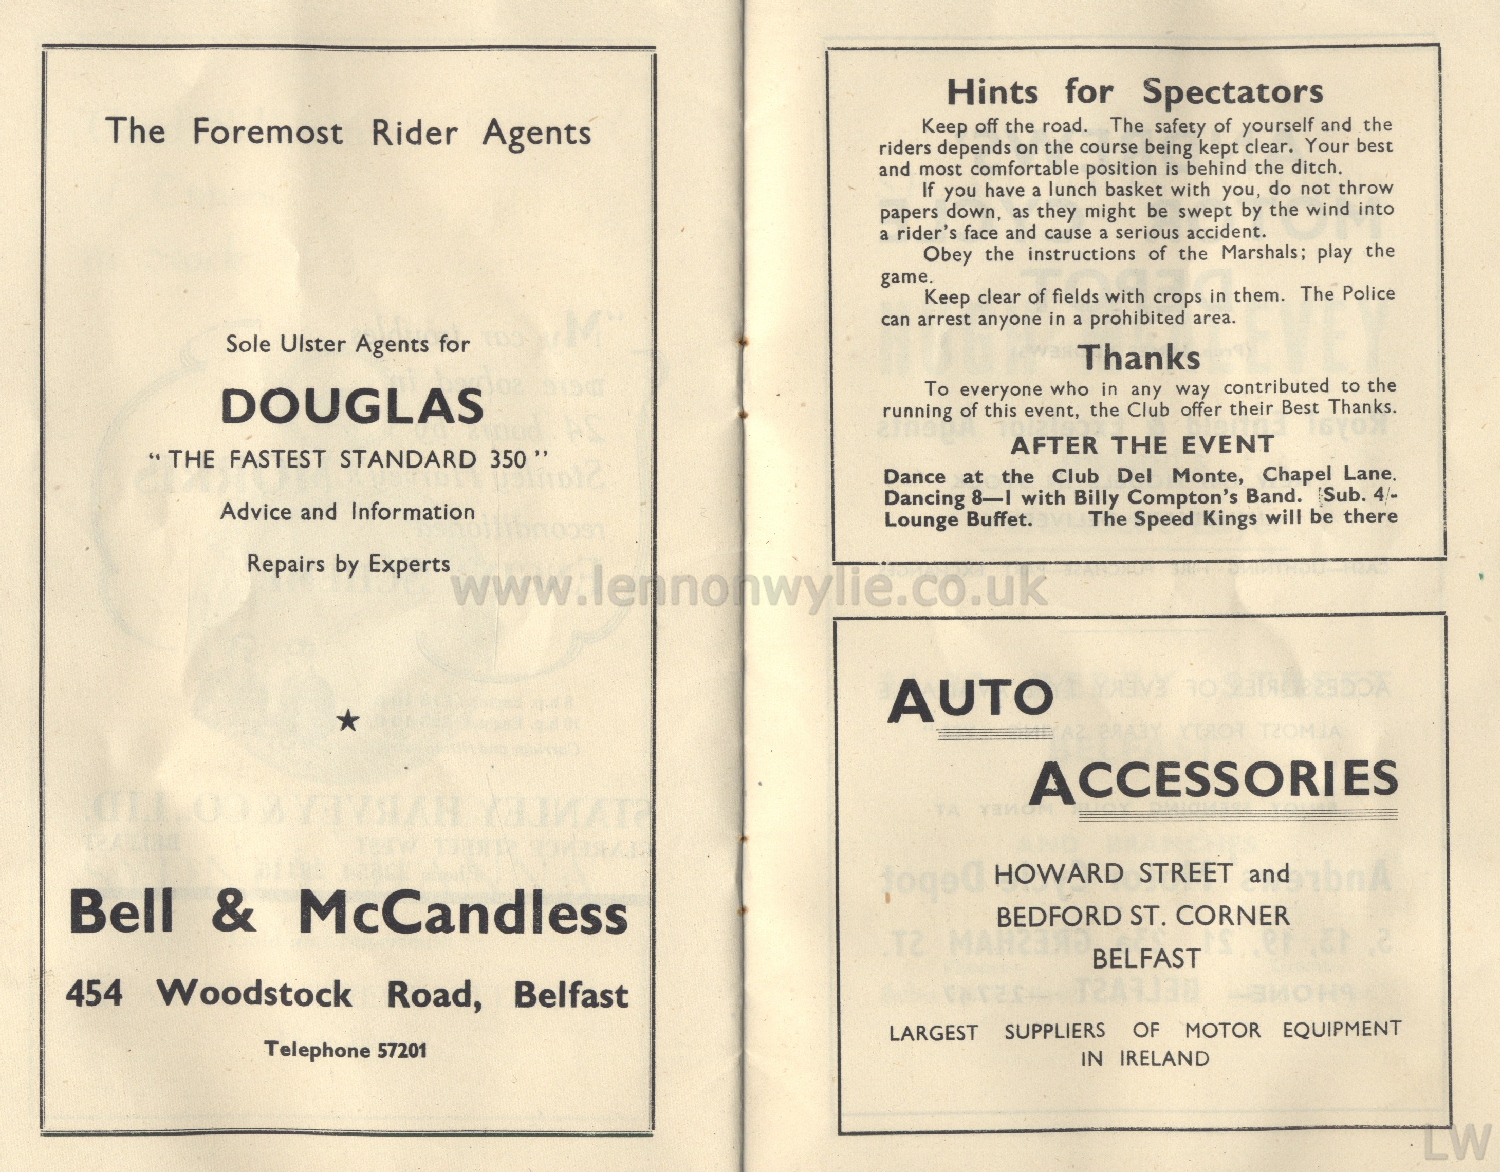 The Foremost Rider Agents
Sole Ulster Agents for
DOUGLAS
"THE FASTEST STANDARD 350"
Advice and Information
Repairs by Experts
★
Bell & McCandless
454 Woodstock Road, Belfast
Telephone 57201
Hints for Spectators
Keep off the road. The safety of yourself and the
riders depends on the course being kept clear. Your best
and most comfortable position is behind the ditch.
If you have a lunch basket with you, do not throw
papers down, as they might be swept by the wind into
a rider's face and cause a serious accident.
Obey the instructions of the Marshals; play the
game.
Keep clear of fields with crops in them. The Police
can arrest anyone in a prohibited area.
Thanks
To everyone who in any way contributed to the
running of this event, the Club offer their Best Thanks.
AFTER THE EVENT
Dance at the Club Del Monte, Chapel Lane.
Dancing 8—1 with Billy Compton's Band. Sub. 4/-
Lounge Buffet. The Speed Kings will be there
www.lennonwylie.co.uk
AUTO
ACCESSORIES
HOWARD STREET and
BEDFORD ST. CORNER
BELFAST
LARGEST SUPPLIERS OF MOTOR EQUIPMENT
IN IRELAND
LW